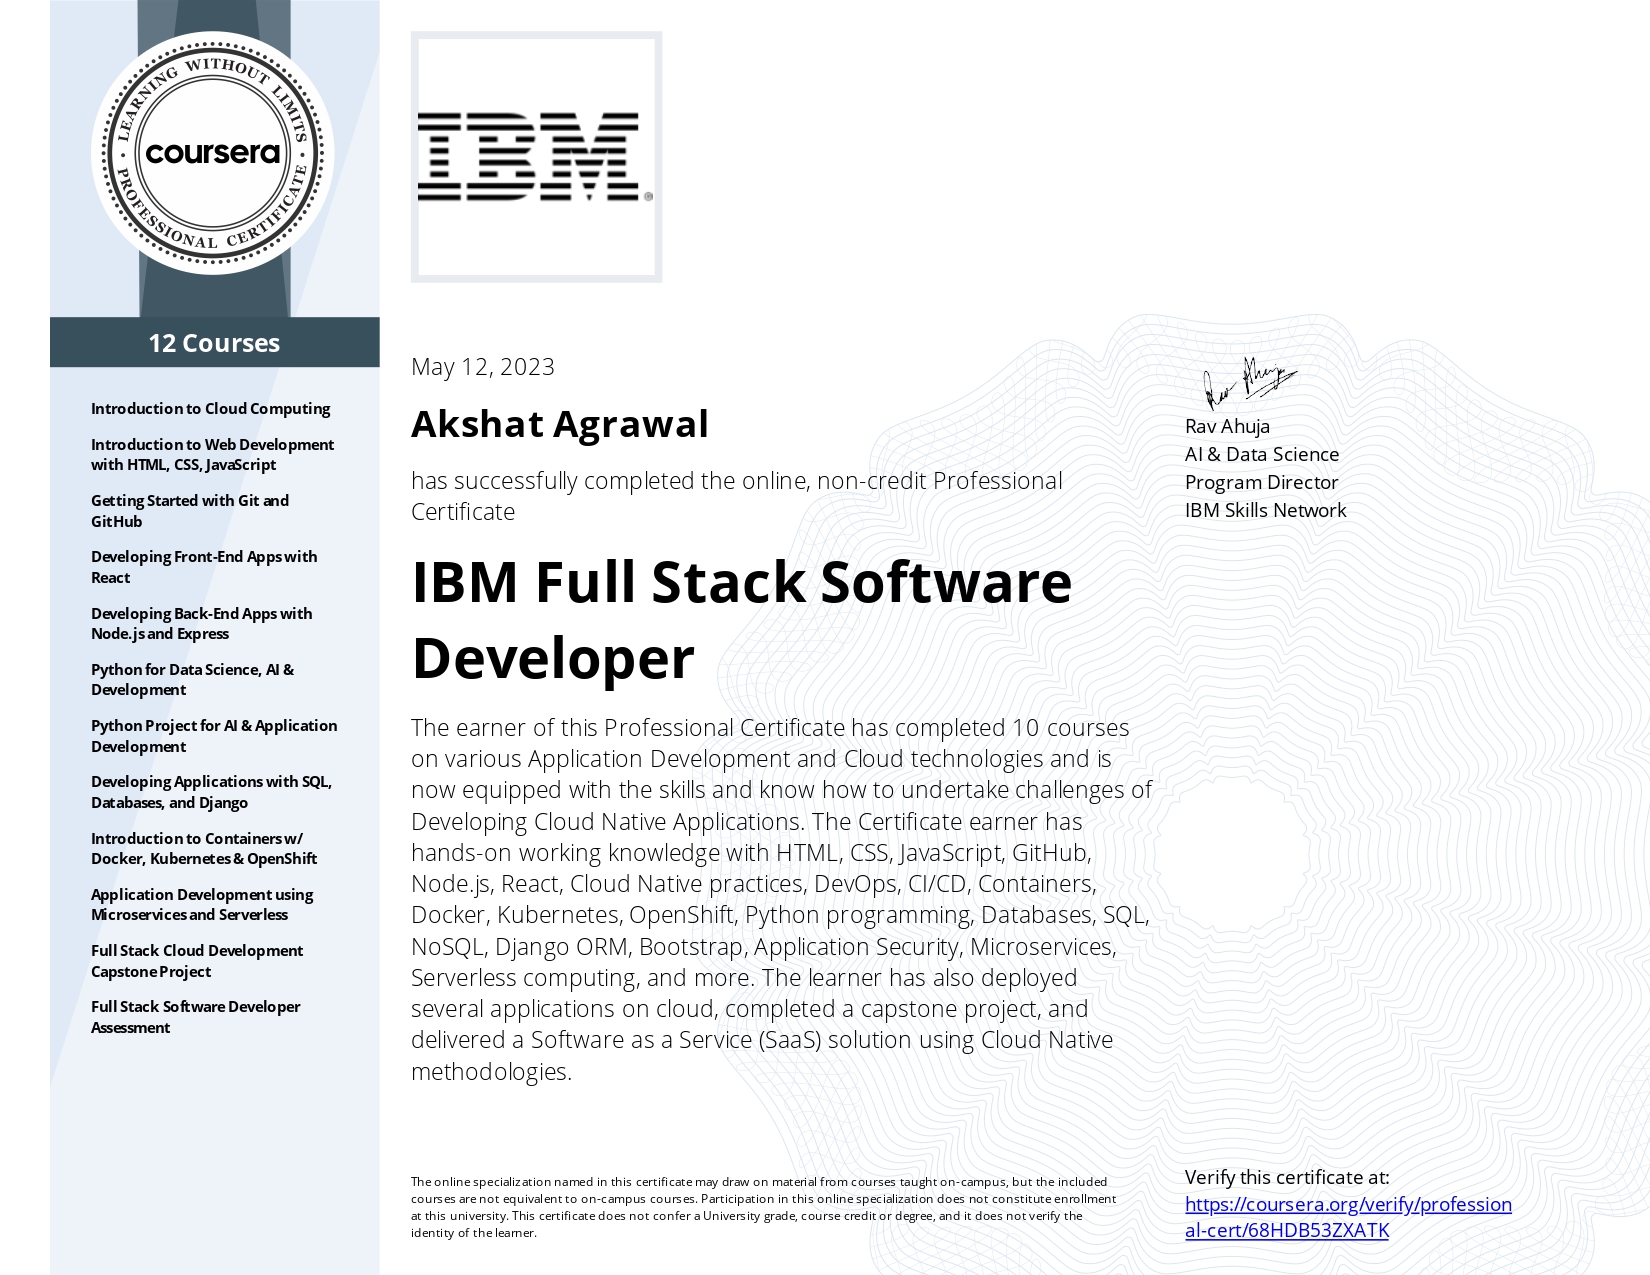 LEARNING WITHOUT LIMITS
coursera
PROFESSIONAL CERTIFICATE
12 Courses
Introduction to Cloud Computing
Introduction to Web Development
with HTML, CSS, JavaScript
Getting Started with Git and
GitHub
Developing Front-End Apps with
React
Developing Back-End Apps with
Node.js and Express
Python for Data Science, AI &
Development
Python Project for AI & Application
Development
Developing Applications with SQL,
Databases, and Django
Introduction to Containers w/
Docker, Kubernetes & OpenShift
Application Development using
Microservices and Serverless
Full Stack Cloud Development
Capstone Project
Full Stack Software Developer
Assessment
IBM®
May 12, 2023
Akshat Agrawal
has successfully completed the online, non-credit Professional
Certificate
IBM Full Stack Software
Developer
The earner of this Professional Certificate has completed 10 courses
on various Application Development and Cloud technologies and is
now equipped with the skills and know how to undertake challenges of
Developing Cloud Native Applications. The Certificate earner has
hands-on working knowledge with HTML, CSS, JavaScript, GitHub,
Node.js, React, Cloud Native practices, DevOps, CI/CD, Containers,
Docker, Kubernetes, OpenShift, Python programming, Databases, SQL,
NoSQL, Django ORM, Bootstrap, Application Security, Microservices,
Serverless computing, and more. The learner has also deployed
several applications on cloud, completed a capstone project, and
delivered a Software as a Service (SaaS) solution using Cloud Native
methodologies.
The online specialization named in this certificate may draw on material from courses taught on-campus, but the included
courses are not equivalent to on-campus courses. Participation in this online specialization does not constitute enrollment
at this university. This certificate does not confer a University grade, course credit or degree, and it does not verify the
identity of the learner.
Rav Ahuja
Rav Ahuja
AI & Data Science
Program Director
IBM Skills Network
Verify this certificate at:
https://coursera.org/verify/profession
al-cert/68HDB53ZXATK